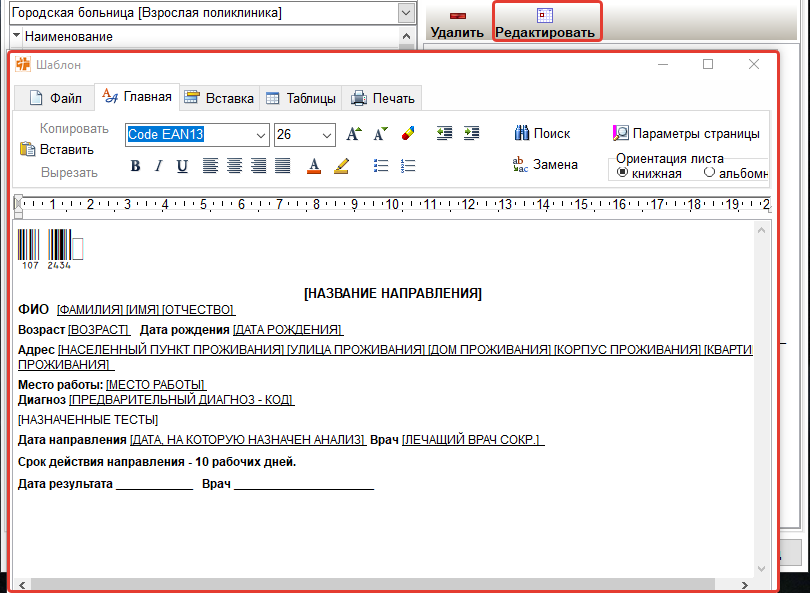 Городская больница [Взрослая поликлиника]
Наименование
Удалить
Редактировать
Шаблон
Файл
Главная
Вставка
Таблицы
Печать
Копировать
Вставить
Вырезать
Code EAN13
26
Поиск
Замена
Параметры страницы
Ориентация листа
книжная
альбомн
1 2 3 4 5 6 7 8 9 10 11 12 13 14 15 16 17 18 19 2
107 2434
[НАЗВАНИЕ НАПРАВЛЕНИЯ]
ФИО [ФАМИЛИЯ] [ИМЯ] [ОТЧЕСТВО]
Возраст [ВОЗРАСТ] Дата рождения [ДАТА РОЖДЕНИЯ]
Адрес [НАСЕЛЕННЫЙ ПУНКТ ПРОЖИВАНИЯ] [УЛИЦА ПРОЖИВАНИЯ] [ДОМ ПРОЖИВАНИЯ] [КОРПУС ПРОЖИВАНИЯ] [КВАРТИ
ПРОЖИВАНИЯ]
Место работы: [МЕСТО РАБОТЫ]
Диагноз [ПРЕДВАРИТЕЛЬНЫЙ ДИАГНОЗ - КОД]
[НАЗНАЧЕННЫЕ ТЕСТЫ]
Дата направления [ДАТА, НА КОТОРУЮ НАЗНАЧЕН АНАЛИЗ] Врач [ЛЕЧАЩИЙ ВРАЧ СОКР.]
Срок действия направления - 10 рабочих дней.
Дата результата ___________ Врач ____________________